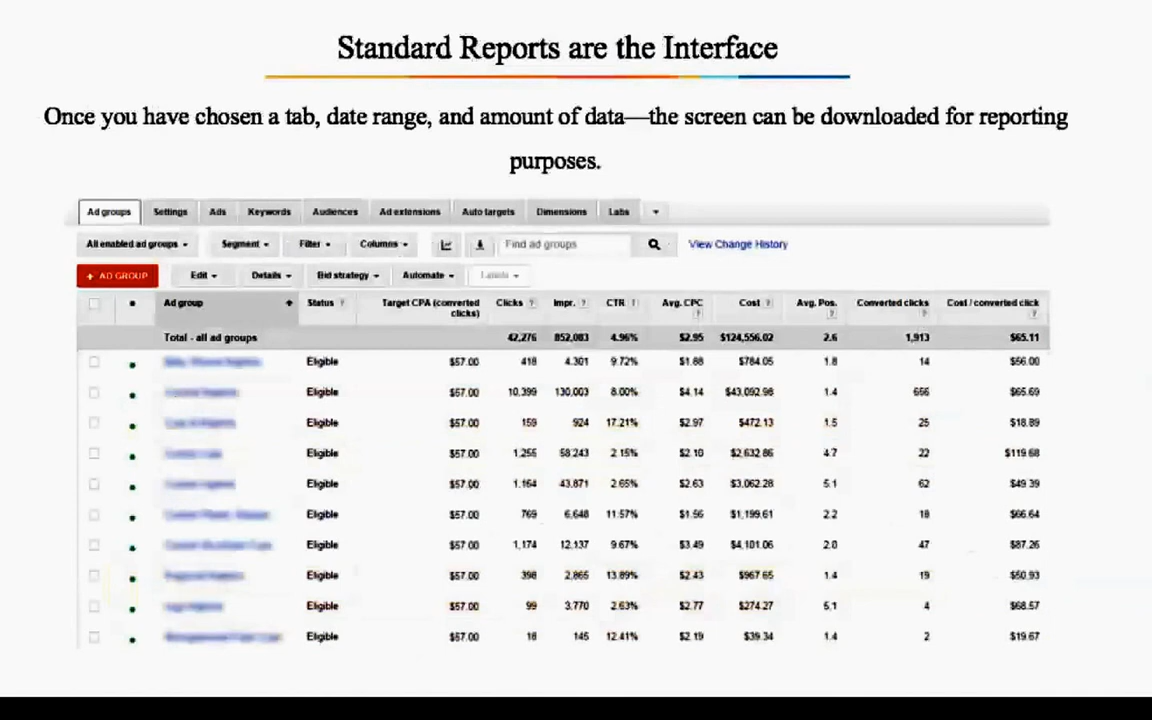 Standard Reports are the Interface
Once you have chosen a tab, date range, and amount of data—the screen can be downloaded for reporting
purposes.
Ad groups Settings Ads Keywords Audiences Ad extensions Auto targets Dimensions Labs
All enabled ad groups Segment Filter Columns Find ad groups View Change History
+ AD GROUP Edit Details Bid strategy Automate Labels
Ad group Status ? Target CPA (converted clicks) Clicks ? Impr. ? CTR ? Avg. CPC ? Cost ? Avg. Pos. ? Converted clicks ? Cost / converted click ?
Total - all ad groups 42,276 852,083 4.96% $2.95 $124,556.02 2.6 1,913 $65.11
Eligible $57.00 418 4,301 9.72% $1.88 $784.05 1.8 14 $56.00
Eligible $57.00 10,399 130,003 8.00% $4.14 $43,092.98 1.4 656 $65.69
Eligible $57.00 159 924 17.21% $2.97 $472.13 1.5 25 $18.89
Eligible $57.00 1,255 58,243 2.15% $2.10 $2,632.86 4.7 22 $119.68
Eligible $57.00 1,164 43,871 2.65% $2.63 $3,062.28 5.1 62 $49.39
Eligible $57.00 769 6,648 11.57% $1.56 $1,199.61 2.2 18 $66.64
Eligible $57.00 1,174 12,137 9.67% $3.49 $4,101.06 2.0 47 $87.26
Eligible $57.00 398 2,865 13.89% $2.43 $967.65 1.4 19 $50.93
Eligible $57.00 99 3,770 2.63% $2.77 $274.27 5.1 4 $68.57
Eligible $57.00 18 145 12.41% $2.19 $39.34 1.4 2 $19.67